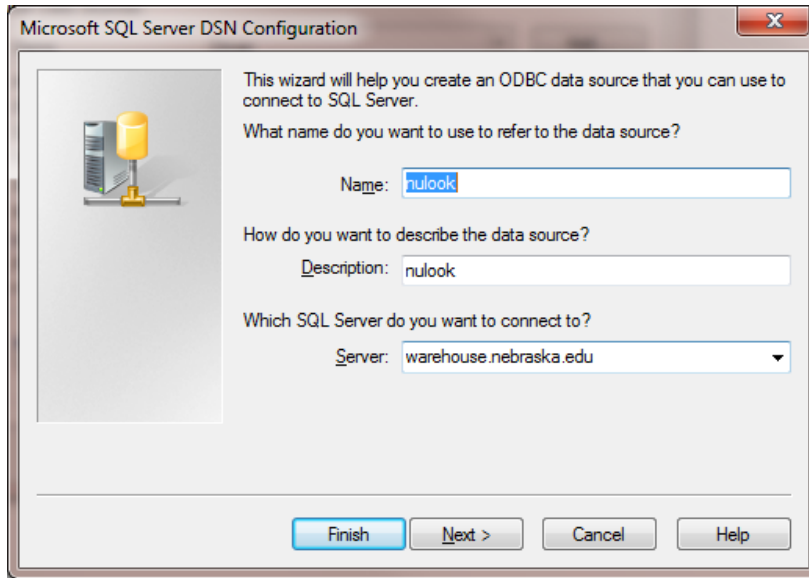 Microsoft SQL Server DSN Configuration
This wizard will help you create an ODBC data source that you can use to
connect to SQL Server.
What name do you want to use to refer to the data source?
Name: nulook
How do you want to describe the data source?
Description: nulook
Which SQL Server do you want to connect to?
Server: warehouse.nebraska.edu
Finish Next > Cancel Help